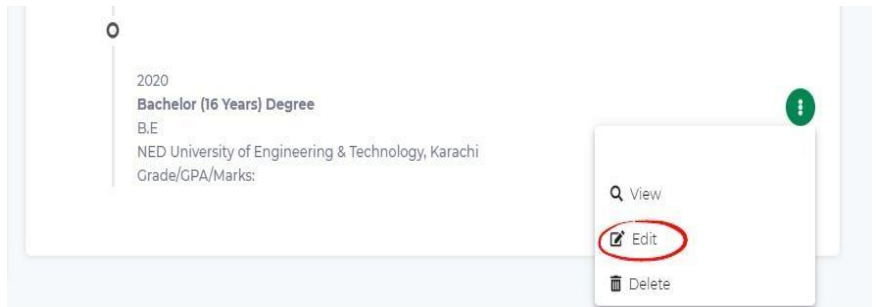 2020
Bachelor (16 Years) Degree
B.E
NED University of Engineering & Technology, Karachi
Grade/GPA/Marks:
View
Edit
Delete